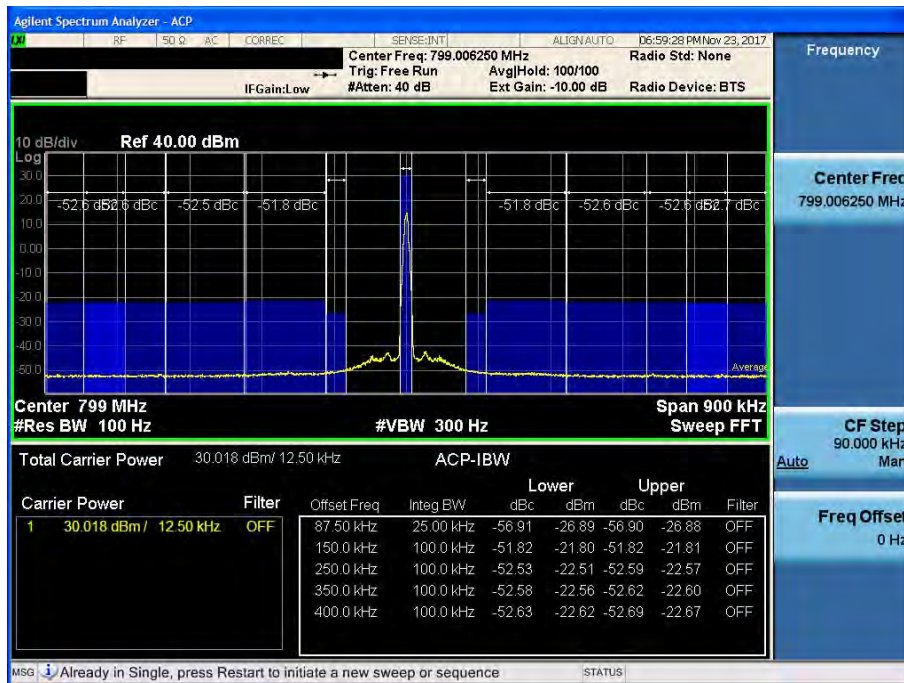 Agilent Spectrum Analyzer - ACP
LXI RF 50 Ω AC CORREC SENSE:INT ALIGN AUTO 06:59:28 PM Nov 23, 2017
Center Freq: 799.006250 MHz Radio Std: None
Trig: Free Run Avg|Hold: 100/100
IFGain:Low #Atten: 40 dB Ext Gain: -10.00 dB Radio Device: BTS
10 dB/div Ref 40.00 dBm
Log
30.0
20.0
-52.6 dBc -52.5 dBc -51.8 dBc -51.8 dBc -52.6 dBc
10.0
0.00
-10.0
-20.0
-30.0
-40.0
-50.0
Average
Center 799 MHz Span 900 kHz
#Res BW 100 Hz #VBW 300 Hz Sweep FFT
Total Carrier Power 30.018 dBm/ 12.50 kHz ACP-IBW
Lower Upper
Carrier Power Filter Offset Freq Integ BW dBc dBm dBc dBm Filter
1 30.018 dBm / 12.50 kHz OFF 87.50 kHz 25.00 kHz -56.91 -26.89 -56.90 -26.88 OFF
150.0 kHz 100.0 kHz -51.82 -21.80 -51.82 -21.81 OFF
250.0 kHz 100.0 kHz -52.53 -22.51 -52.59 -22.57 OFF
350.0 kHz 100.0 kHz -52.58 -22.56 -52.62 -22.60 OFF
400.0 kHz 100.0 kHz -52.63 -22.62 -52.69 -22.67 OFF
MSG Already in Single, press Restart to initiate a new sweep or sequence STATUS
Frequency
Center Freq
799.006250 MHz
CF Step
90.000 kHz
Auto Man
Freq Offset
0 Hz